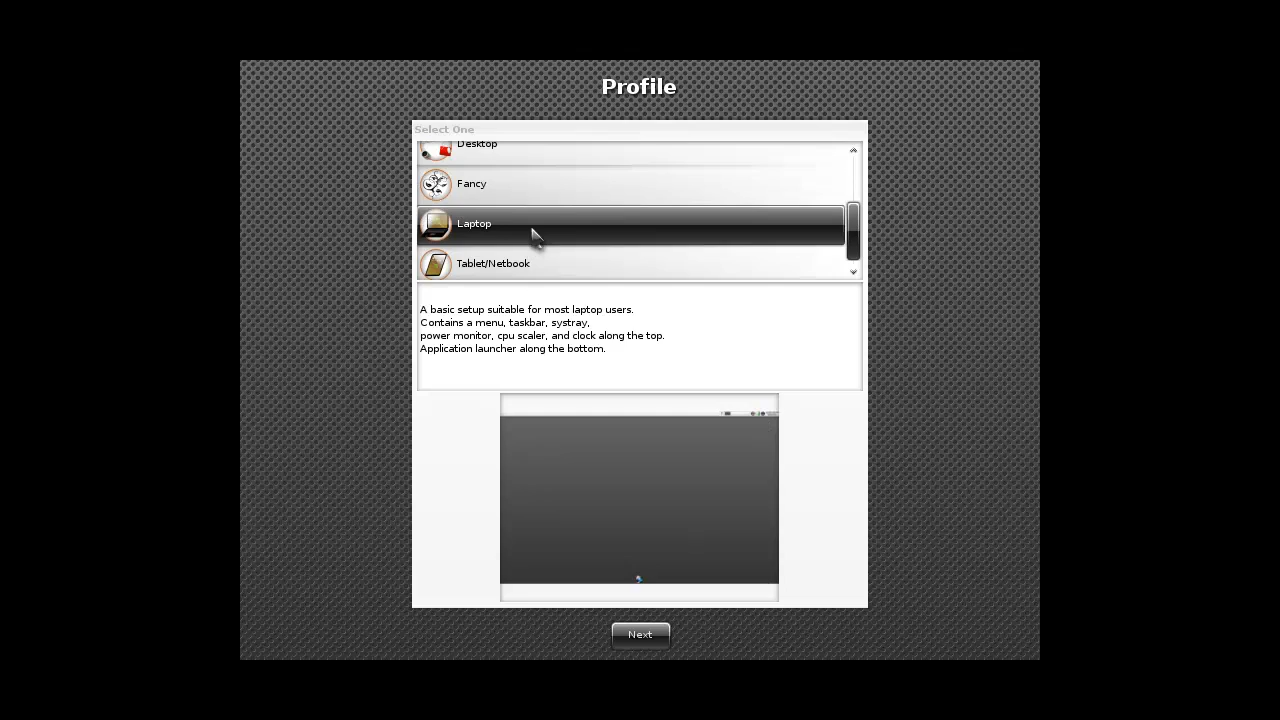 Profile
Select One
Desktop
Fancy
Laptop
Tablet/Netbook
A basic setup suitable for most laptop users.
Contains a menu, taskbar, systray,
power monitor, cpu scaler, and clock along the top.
Application launcher along the bottom.
Next